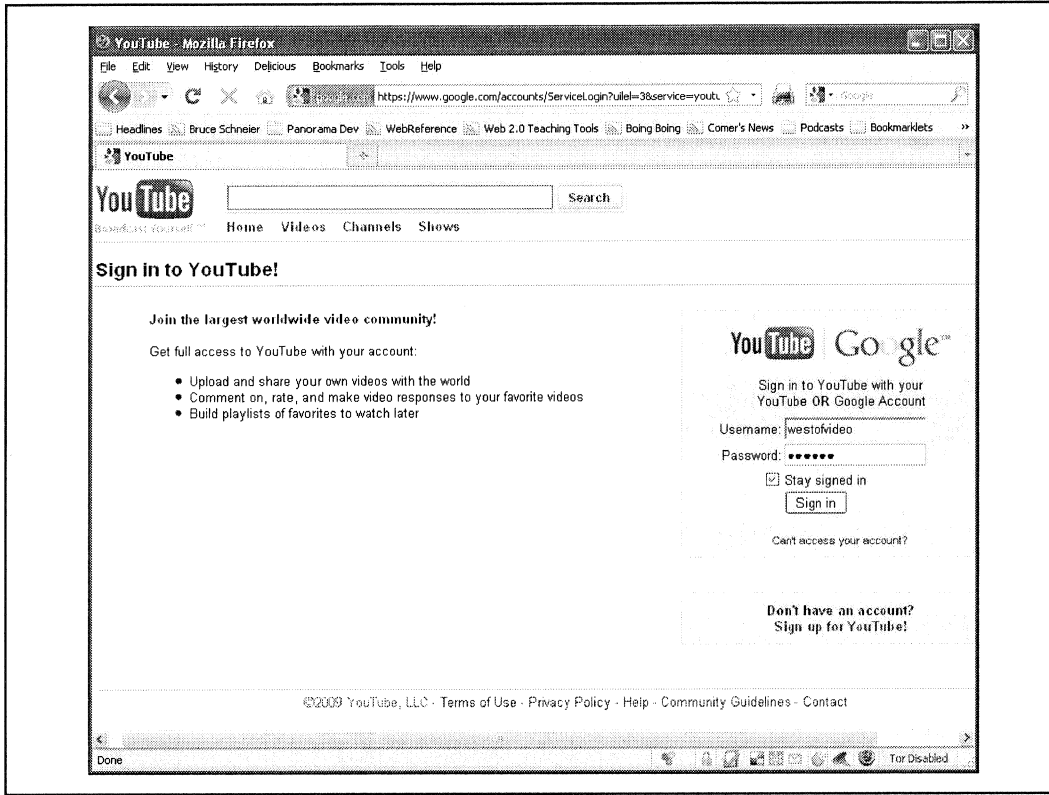 YouTube - Mozilla Firefox
File Edit View History Delicious Bookmarks Tools Help
https://www.google.com/accounts/ServiceLogin?uilel=3&service=youtu Google
Headlines Bruce Schneier Panorama Dev WebReference Web 2.0 Teaching Tools Boing Boing Comer's News Podcasts Bookmarklets »
YouTube
YouTube Search
Broadcast Yourself™
Home Videos Channels Shows
Sign in to YouTube!
Join the largest worldwide video community!
Get full access to YouTube with your account:
• Upload and share your own videos with the world
• Comment on, rate, and make video responses to your favorite videos
• Build playlists of favorites to watch later
YouTube Google™
Sign in to YouTube with your
YouTube OR Google Account
Username: westofvideo
Password: ••••••
Stay signed in
Sign in
Can't access your account?
Don't have an account?
Sign up for YouTube!
©2009 YouTube, LLC - Terms of Use - Privacy Policy - Help - Community Guidelines - Contact
Done Tor Disabled